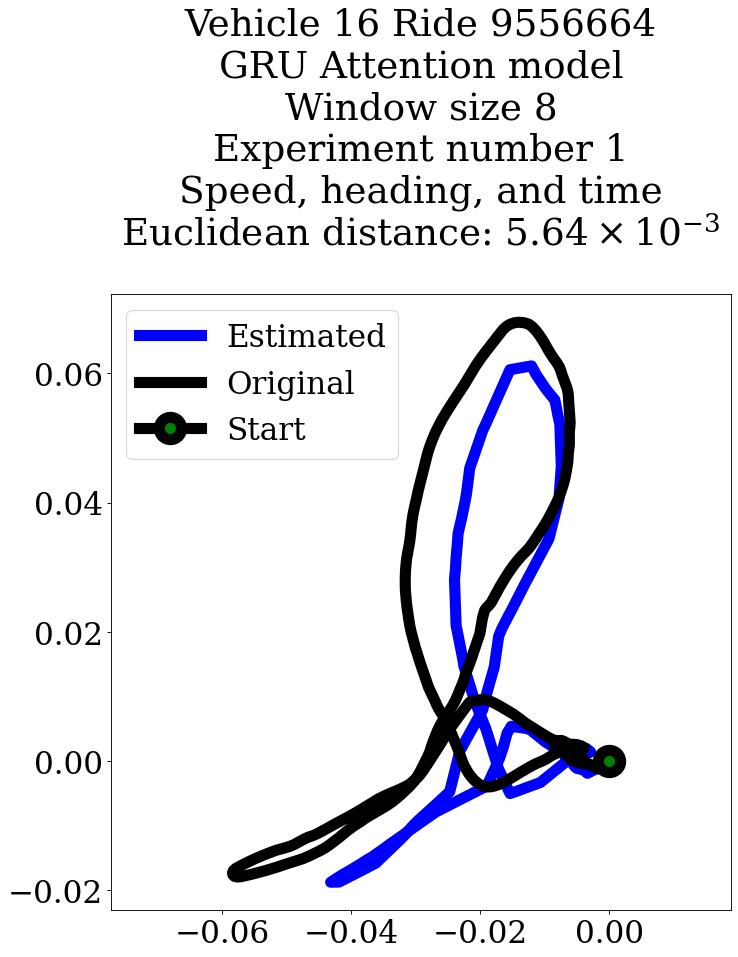 Vehicle 16 Ride 9556664
GRU Attention model
Window size 8
Experiment number 1
Speed, heading, and time
Euclidean distance: 5.64 × 10⁻³
Estimated
Original
Start
0.06
0.04
0.02
0.00
−0.02
−0.06 −0.04 −0.02 0.00